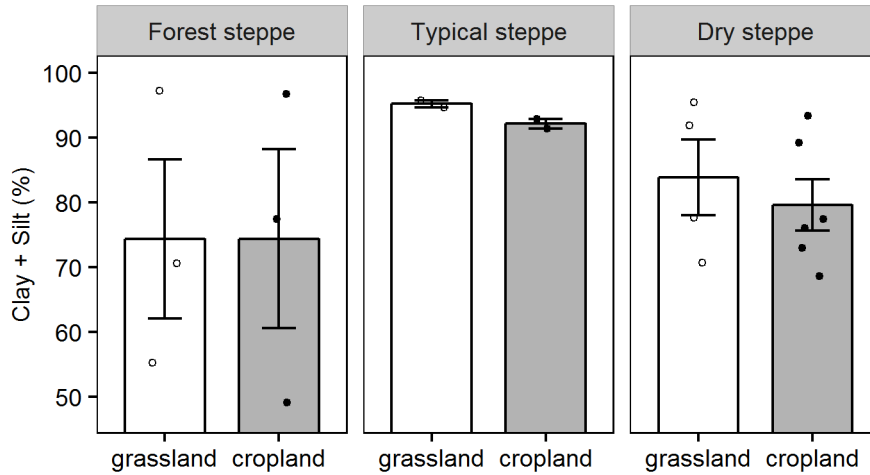 Forest steppe
Typical steppe
Dry steppe
Clay + Silt (%)
100
90
80
70
60
50
grassland cropland
grassland cropland
grassland cropland